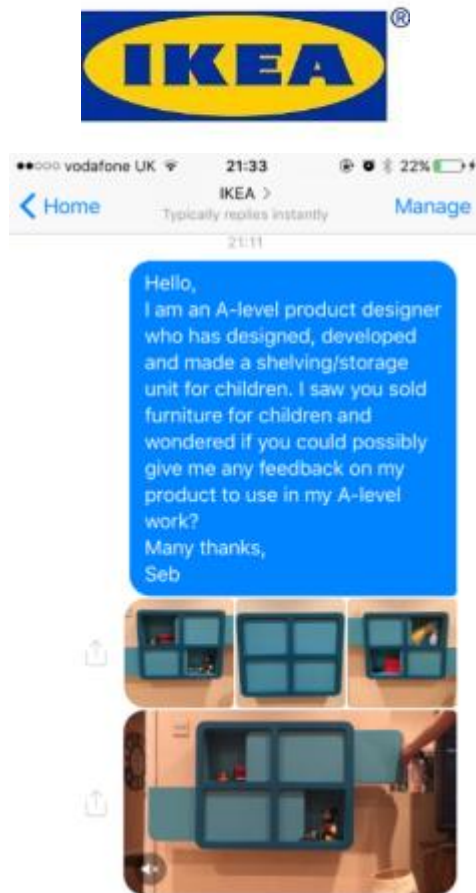 IKEA ®
vodafone UK 21:33 22%
Home IKEA > Manage
Typically replies instantly
21:11
Hello,
I am an A-level product designer
who has designed, developed
and made a shelving/storage
unit for children. I saw you sold
furniture for children and
wondered if you could possibly
give me any feedback on my
product to use in my A-level
work?
Many thanks,
Seb